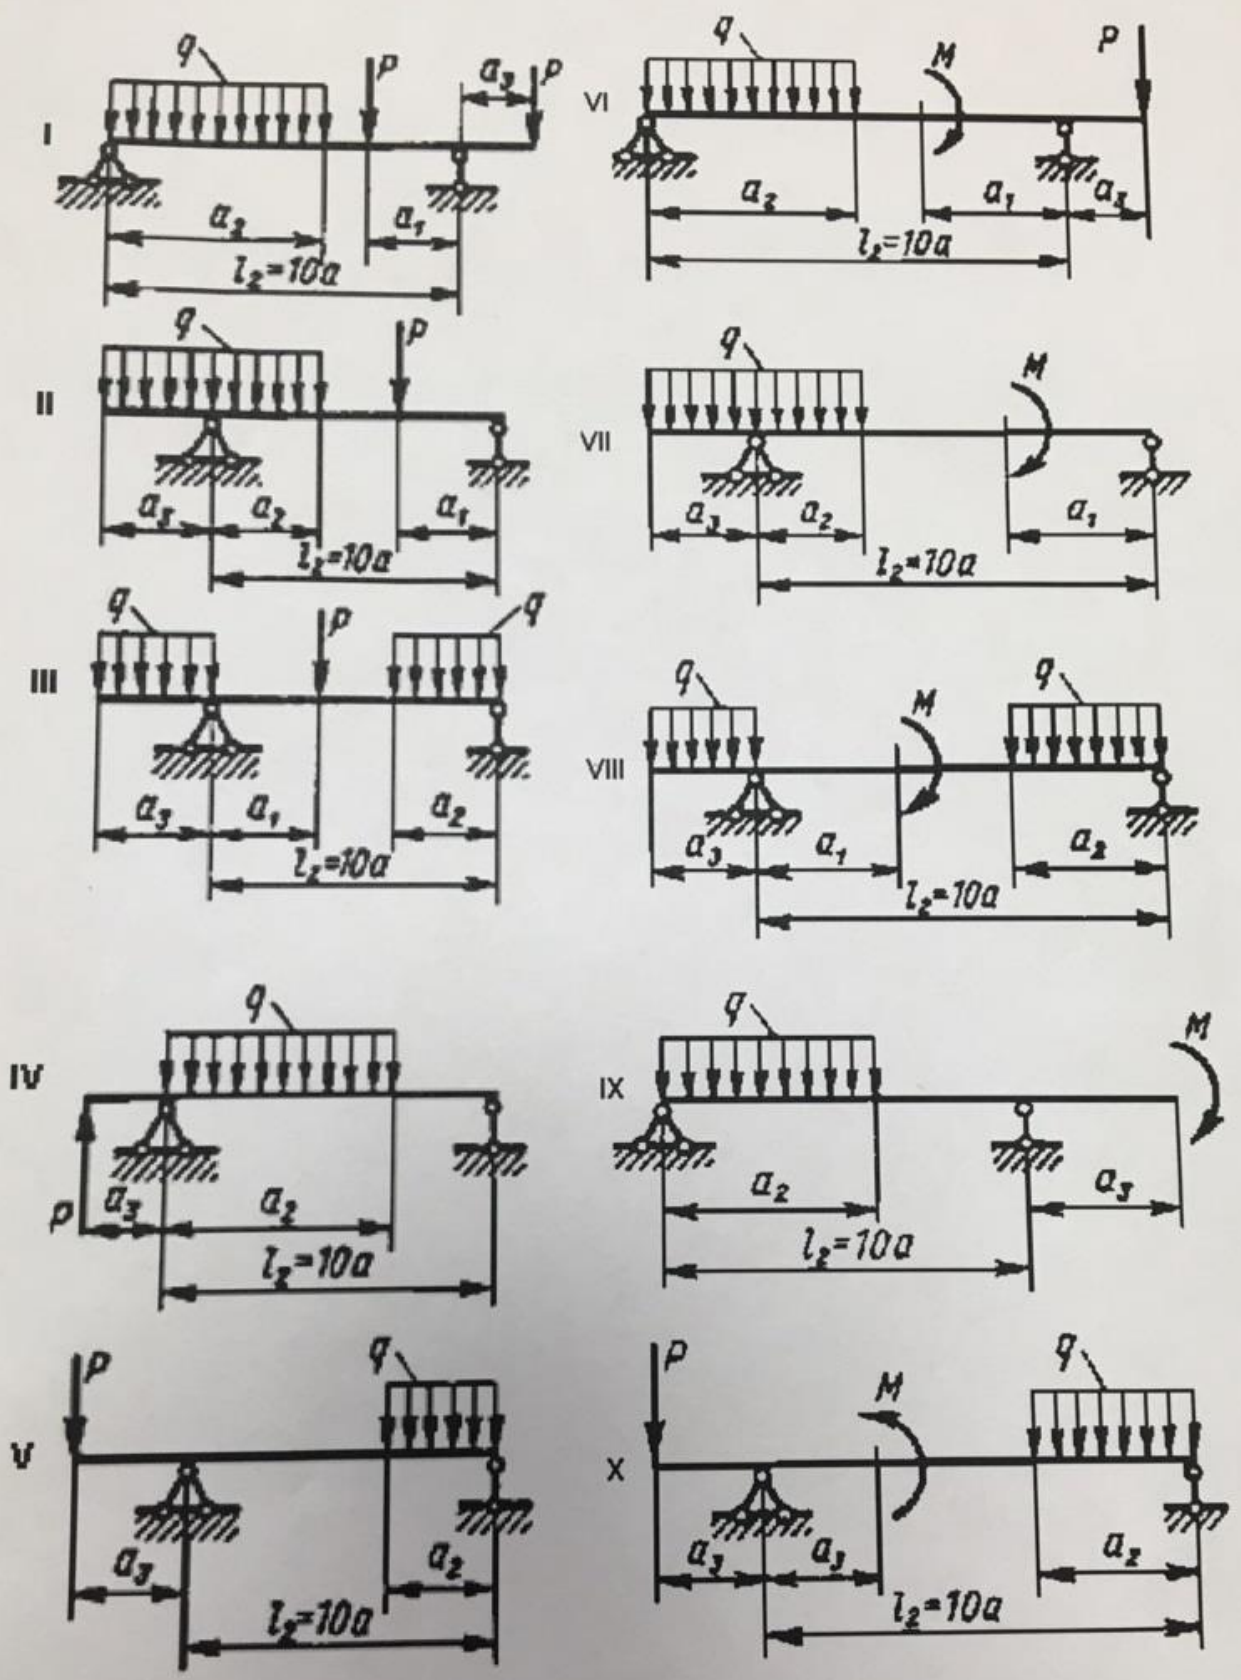 I
q
P
a₃
P
a₂
a₁
l₂=10a
II
q
P
a₃
a₂
a₁
l₂=10a
III
q
P
q
a₃
a₁
a₂
l₂=10a
IV
q
P
a₃
a₂
l₂=10a
V
P
q
a₃
a₂
l₂=10a
VI
q
M
P
a₂
a₁
a₃
l₂=10a
VII
q
M
a₃
a₂
a₁
l₂=10a
VIII
q
M
q
a₃
a₁
a₂
l₂=10a
IX
q
M
a₂
a₃
l₂=10a
X
P
M
q
a₃
a₃
a₂
l₂=10a